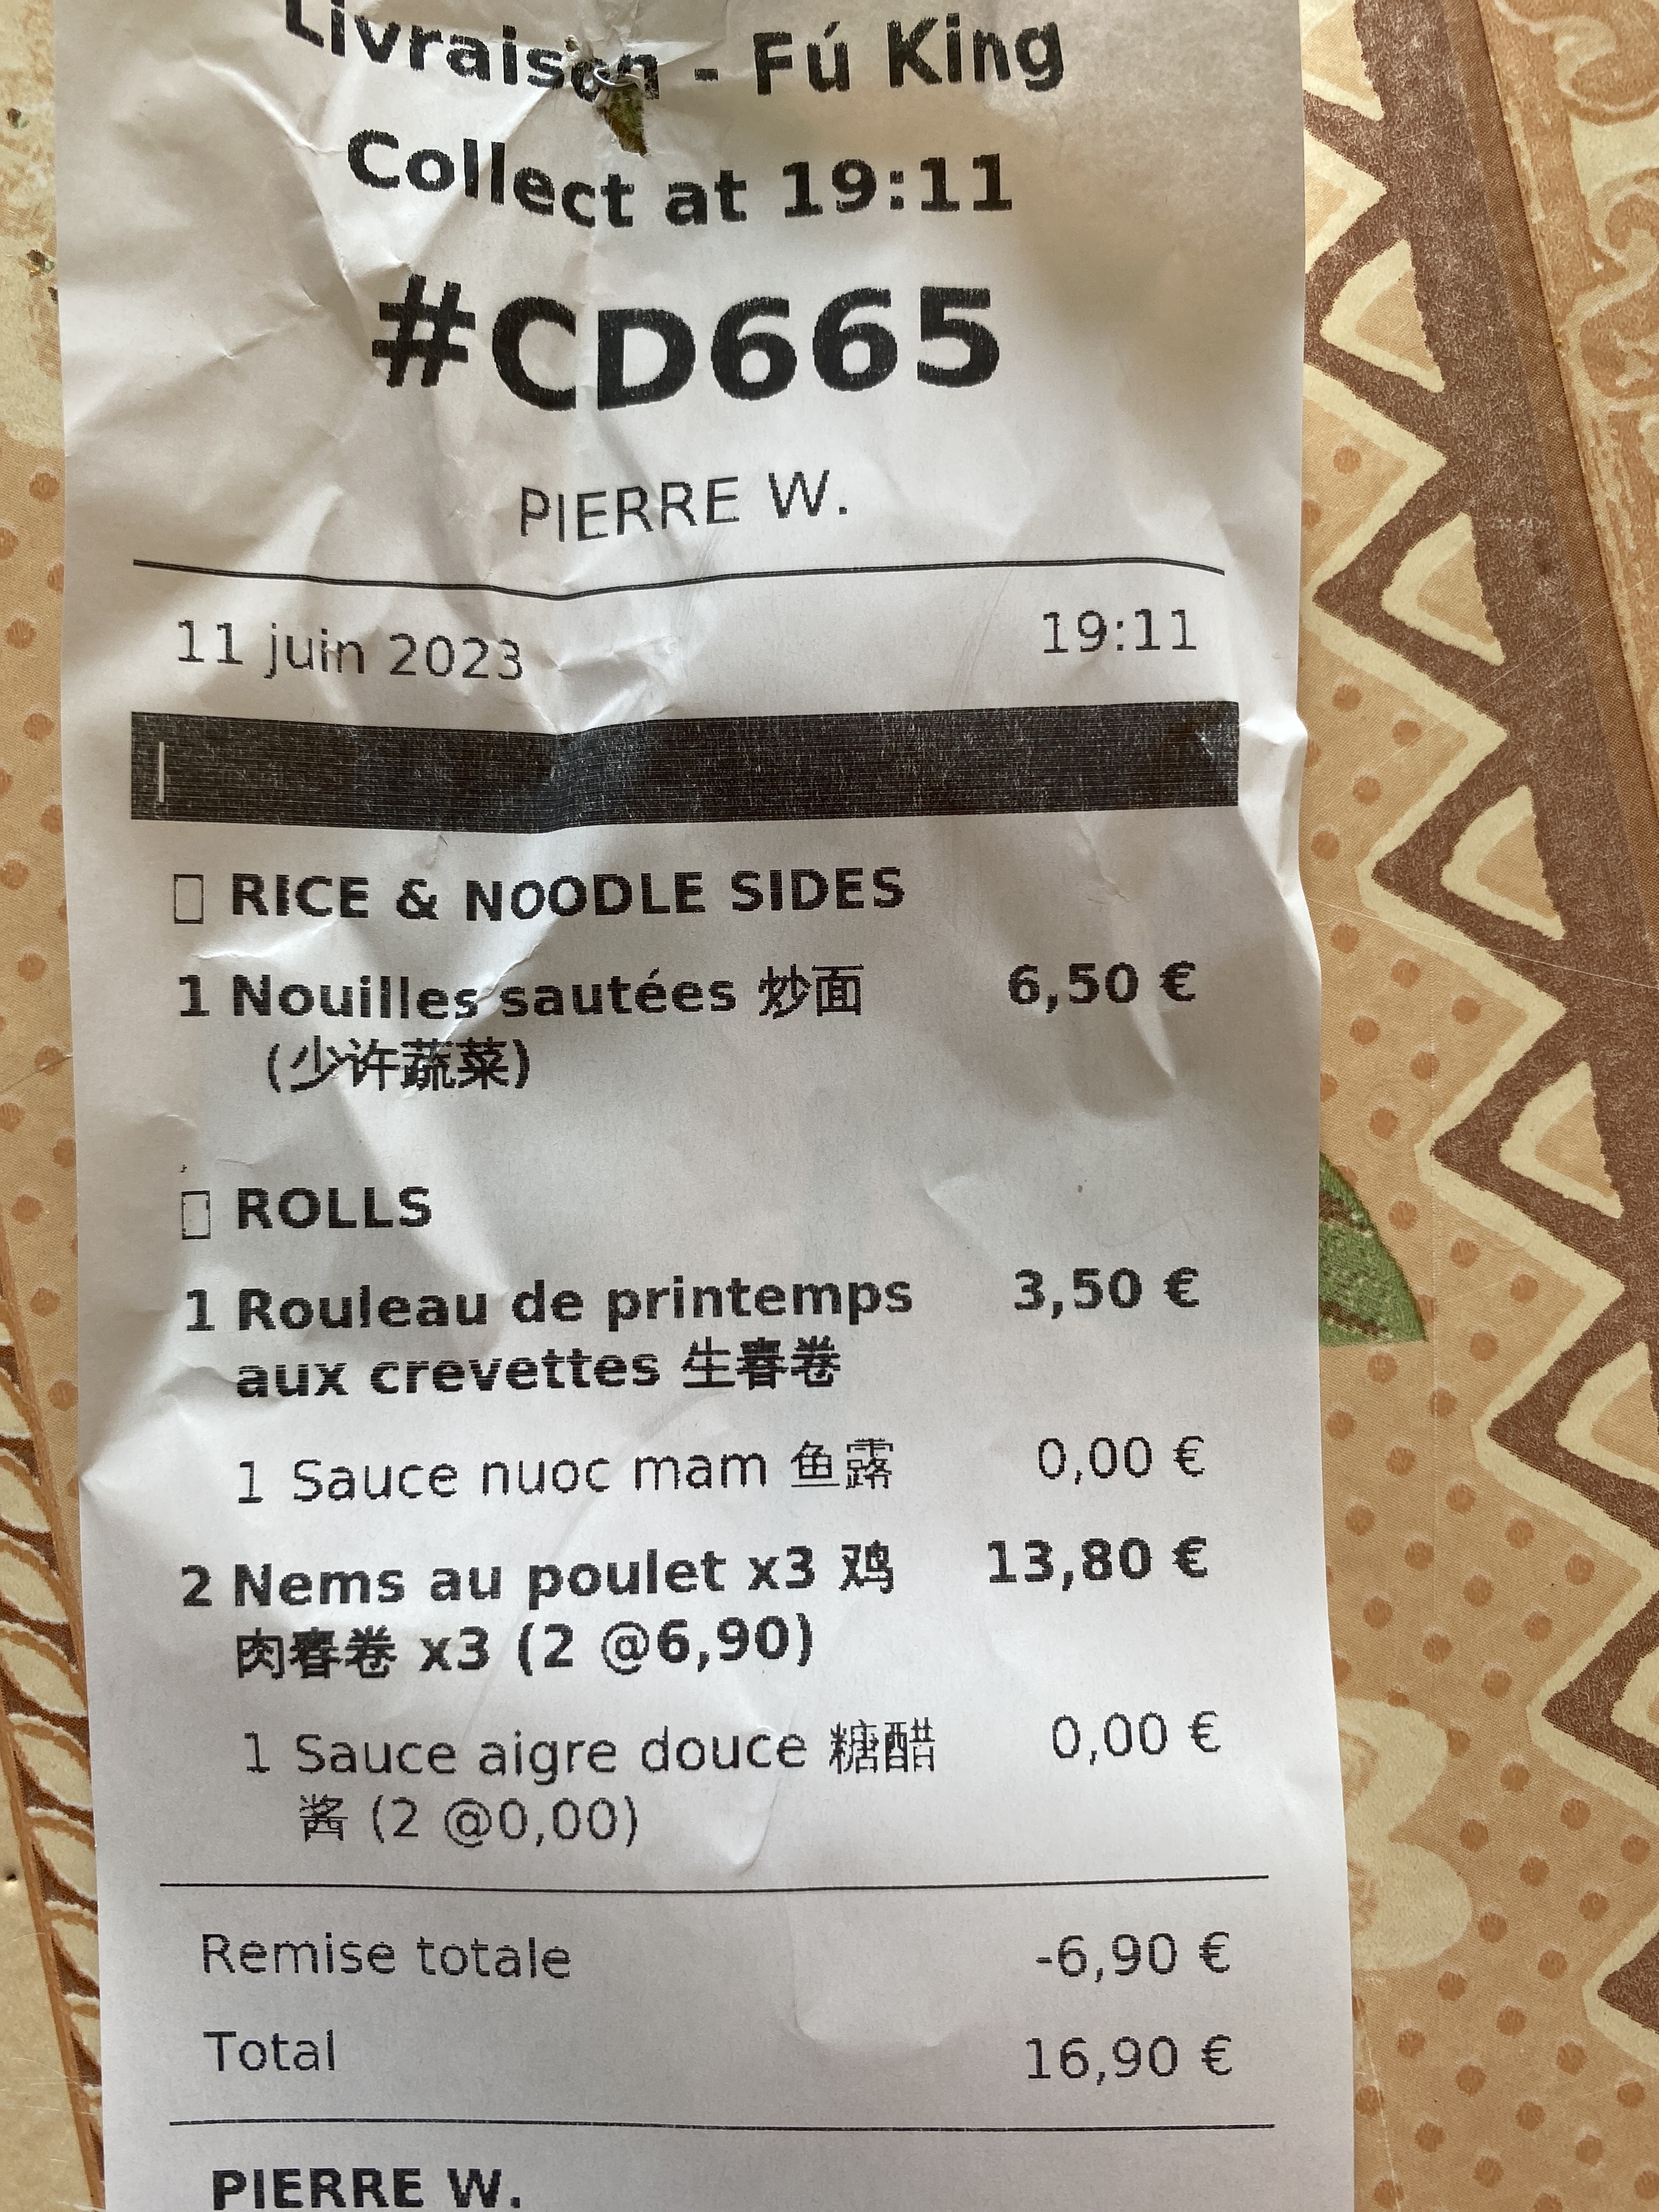 Livraison - Fú King
Collect at 19:11
#CD665
PIERRE W.
11 juin 2023 19:11
RICE & NOODLE SIDES
1 Nouilles sautées 炒面 6,50 €
(少许蔬菜)
ROLLS
1 Rouleau de printemps 3,50 €
aux crevettes 生春卷
1 Sauce nuoc mam 鱼露 0,00 €
2 Nems au poulet x3 鸡 13,80 €
肉春卷 x3 (2 @6,90)
1 Sauce aigre douce 糖醋 0,00 €
酱 (2 @0,00)
Remise totale -6,90 €
Total 16,90 €
PIERRE W.